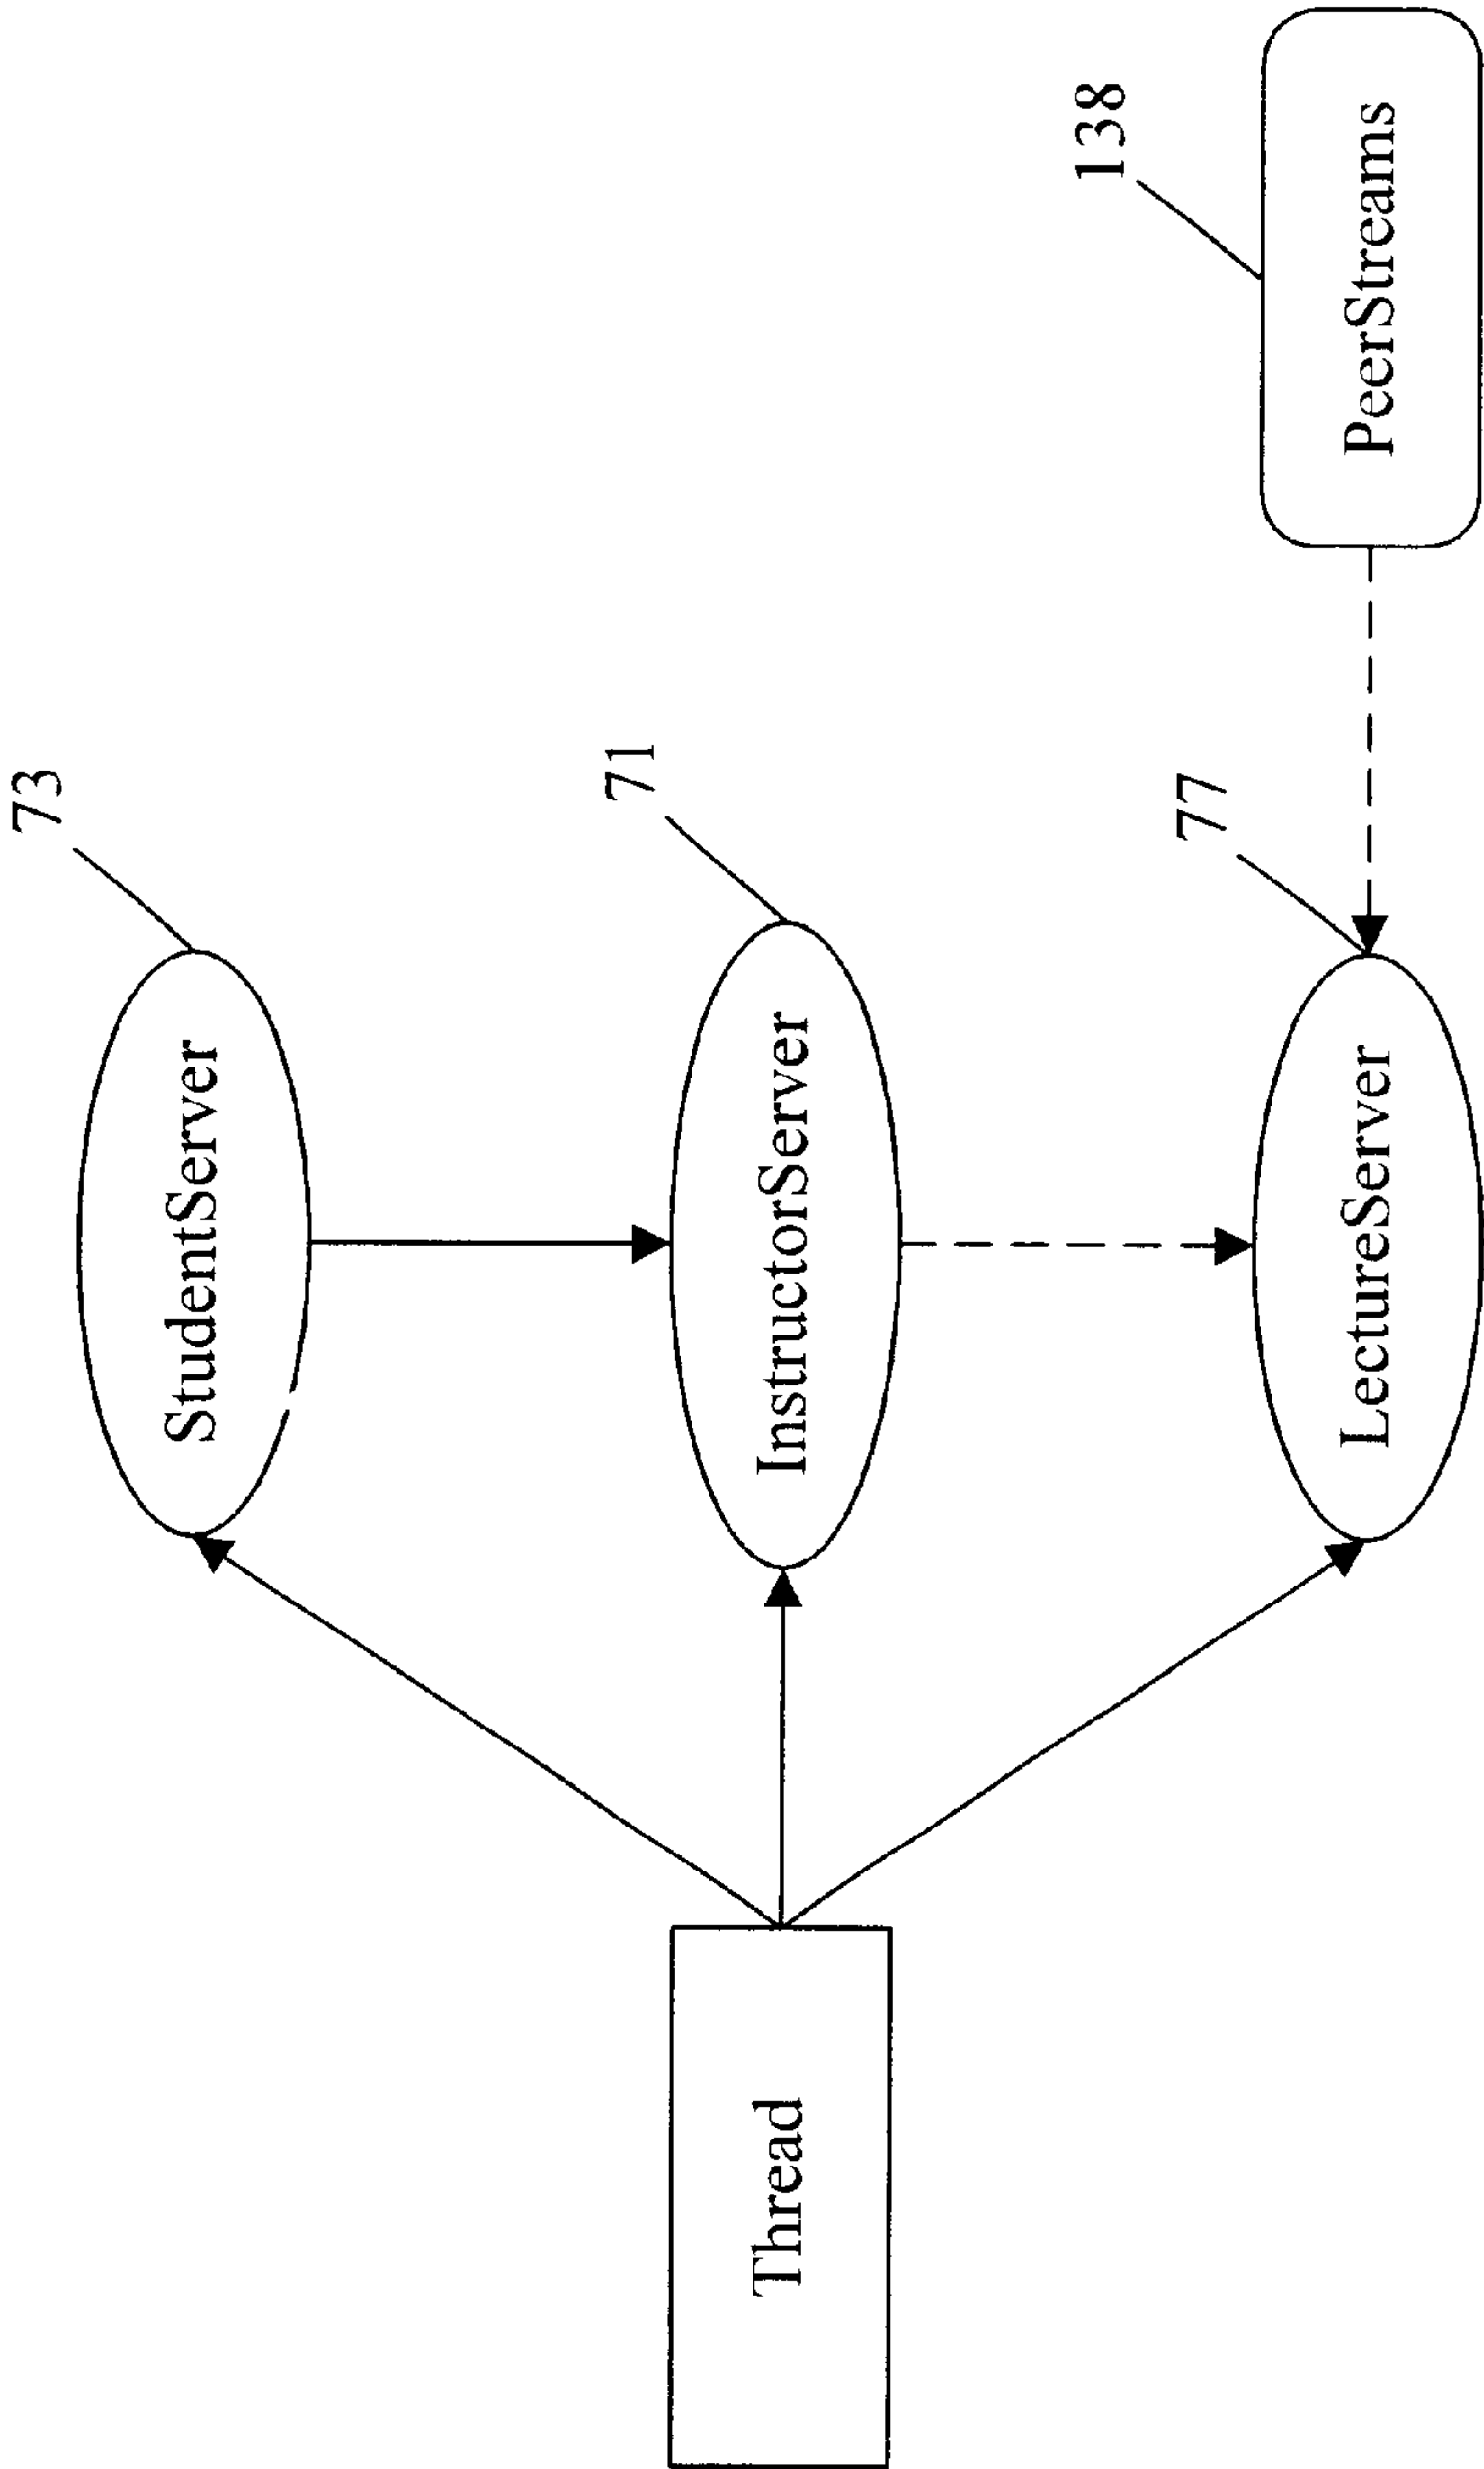 73
StudentServer
71
InstructorServer
Thread
77
LectureServer
138
PeerStreams